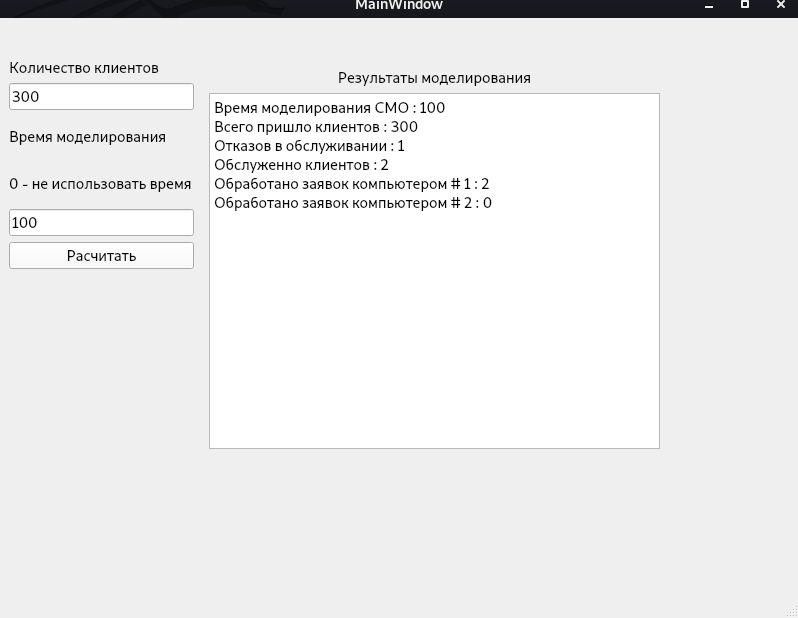 MainWindow
Количество клиентов
300
Время моделирования
0 - не использовать время
100
Расчитать
Результаты моделирования
Время моделирования СМО : 100
Всего пришло клиентов : 300
Отказов в обслуживании : 1
Обслуженно клиентов : 2
Обработано заявок компьютером # 1 : 2
Обработано заявок компьютером # 2 : 0